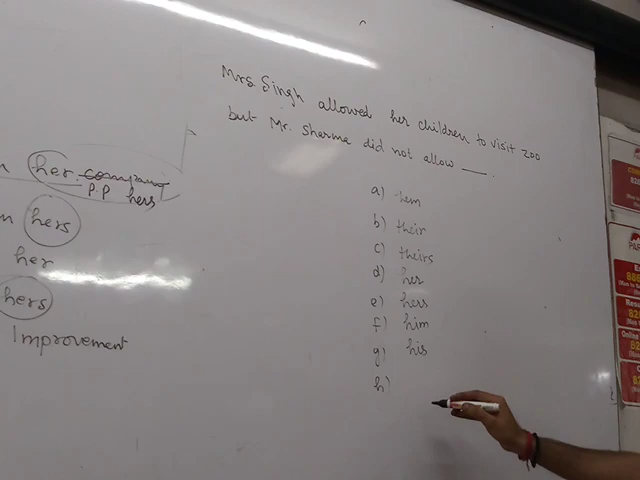 Mrs. Singh allowed her children to visit zoo
but Mr. Sharma did not allow ___.
a) them
b) their
c) theirs
d) her
e) hers
f) him
g) his
h)
her company
P.P hers
hers
her
hers
Improvement